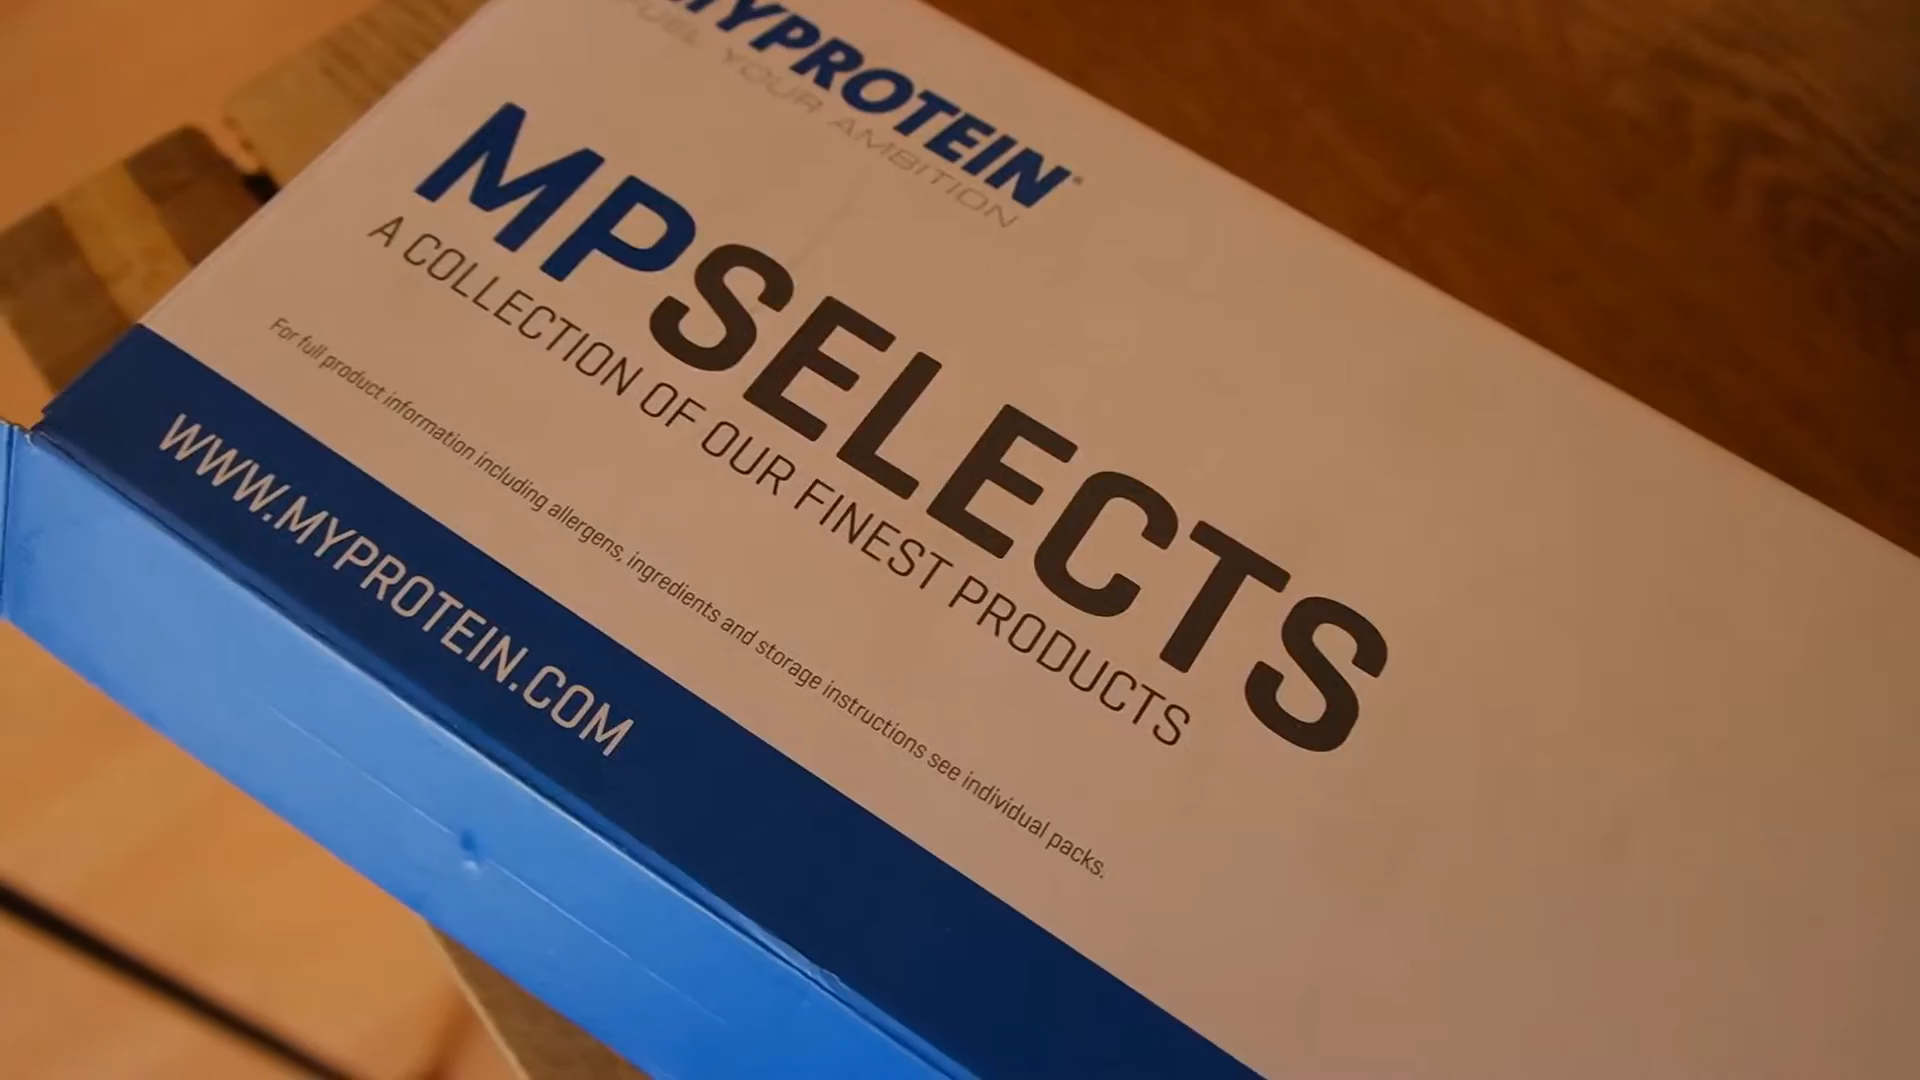 MYPROTEIN®
FUEL YOUR AMBITION
MPSELECTS
A COLLECTION OF OUR FINEST PRODUCTS
For full product information including allergens, ingredients and storage instructions see individual packs.
WWW.MYPROTEIN.COM